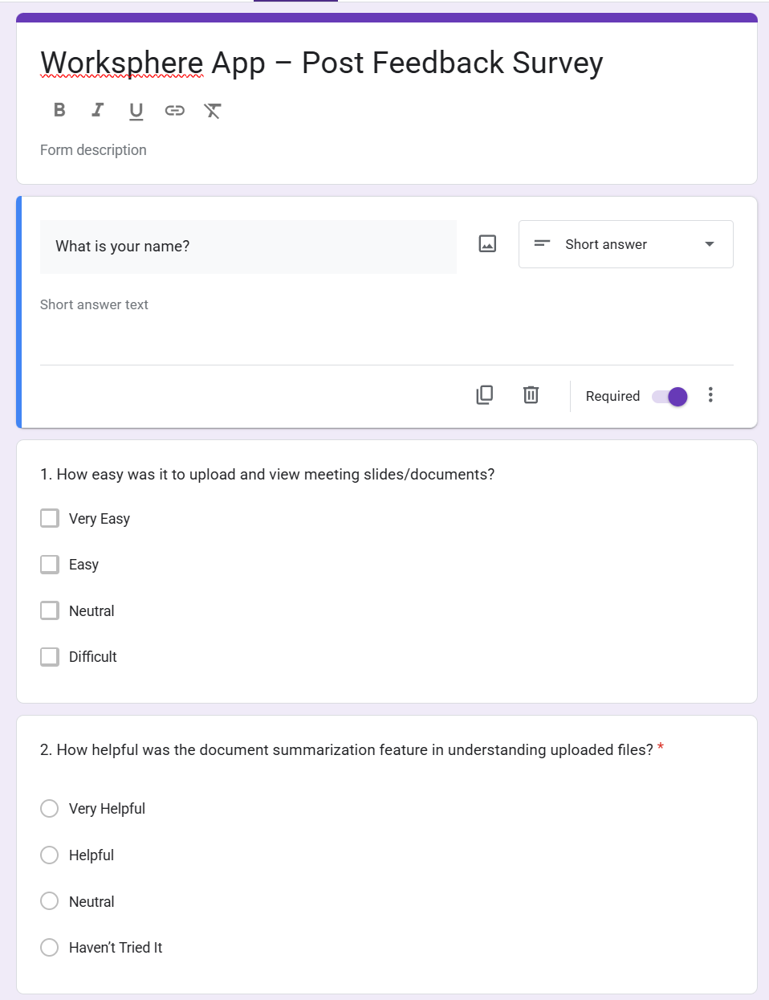 Worksphere App – Post Feedback Survey
B I U
Form description
What is your name?
Short answer
Short answer text
Required
1. How easy was it to upload and view meeting slides/documents?
Very Easy
Easy
Neutral
Difficult
2. How helpful was the document summarization feature in understanding uploaded files? *
Very Helpful
Helpful
Neutral
Haven’t Tried It